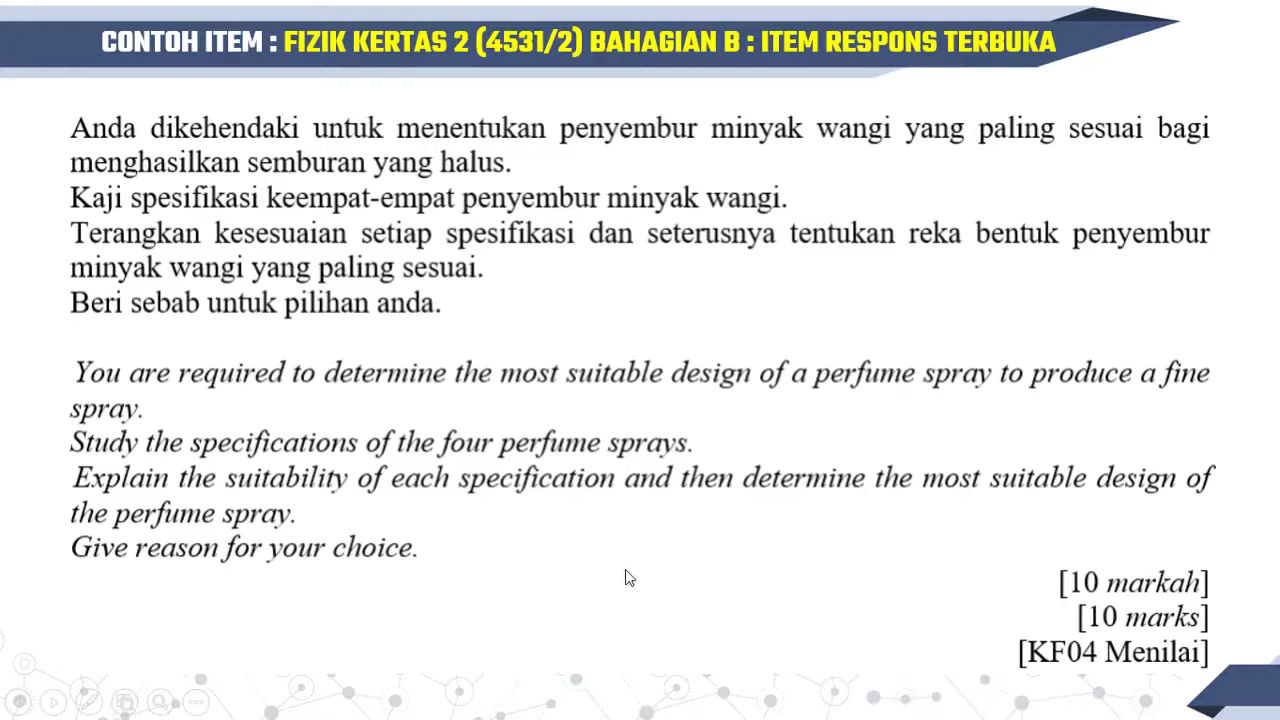 CONTOH ITEM : FIZIK KERTAS 2 (4531/2) BAHAGIAN B : ITEM RESPONS TERBUKA
Anda dikehendaki untuk menentukan penyembur minyak wangi yang paling sesuai bagi
menghasilkan semburan yang halus.
Kaji spesifikasi keempat-empat penyembur minyak wangi.
Terangkan kesesuaian setiap spesifikasi dan seterusnya tentukan reka bentuk penyembur
minyak wangi yang paling sesuai.
Beri sebab untuk pilihan anda.
You are required to determine the most suitable design of a perfume spray to produce a fine
spray.
Study the specifications of the four perfume sprays.
Explain the suitability of each specification and then determine the most suitable design of
the perfume spray.
Give reason for your choice.
[10 markah]
[10 marks]
[KF04 Menilai]